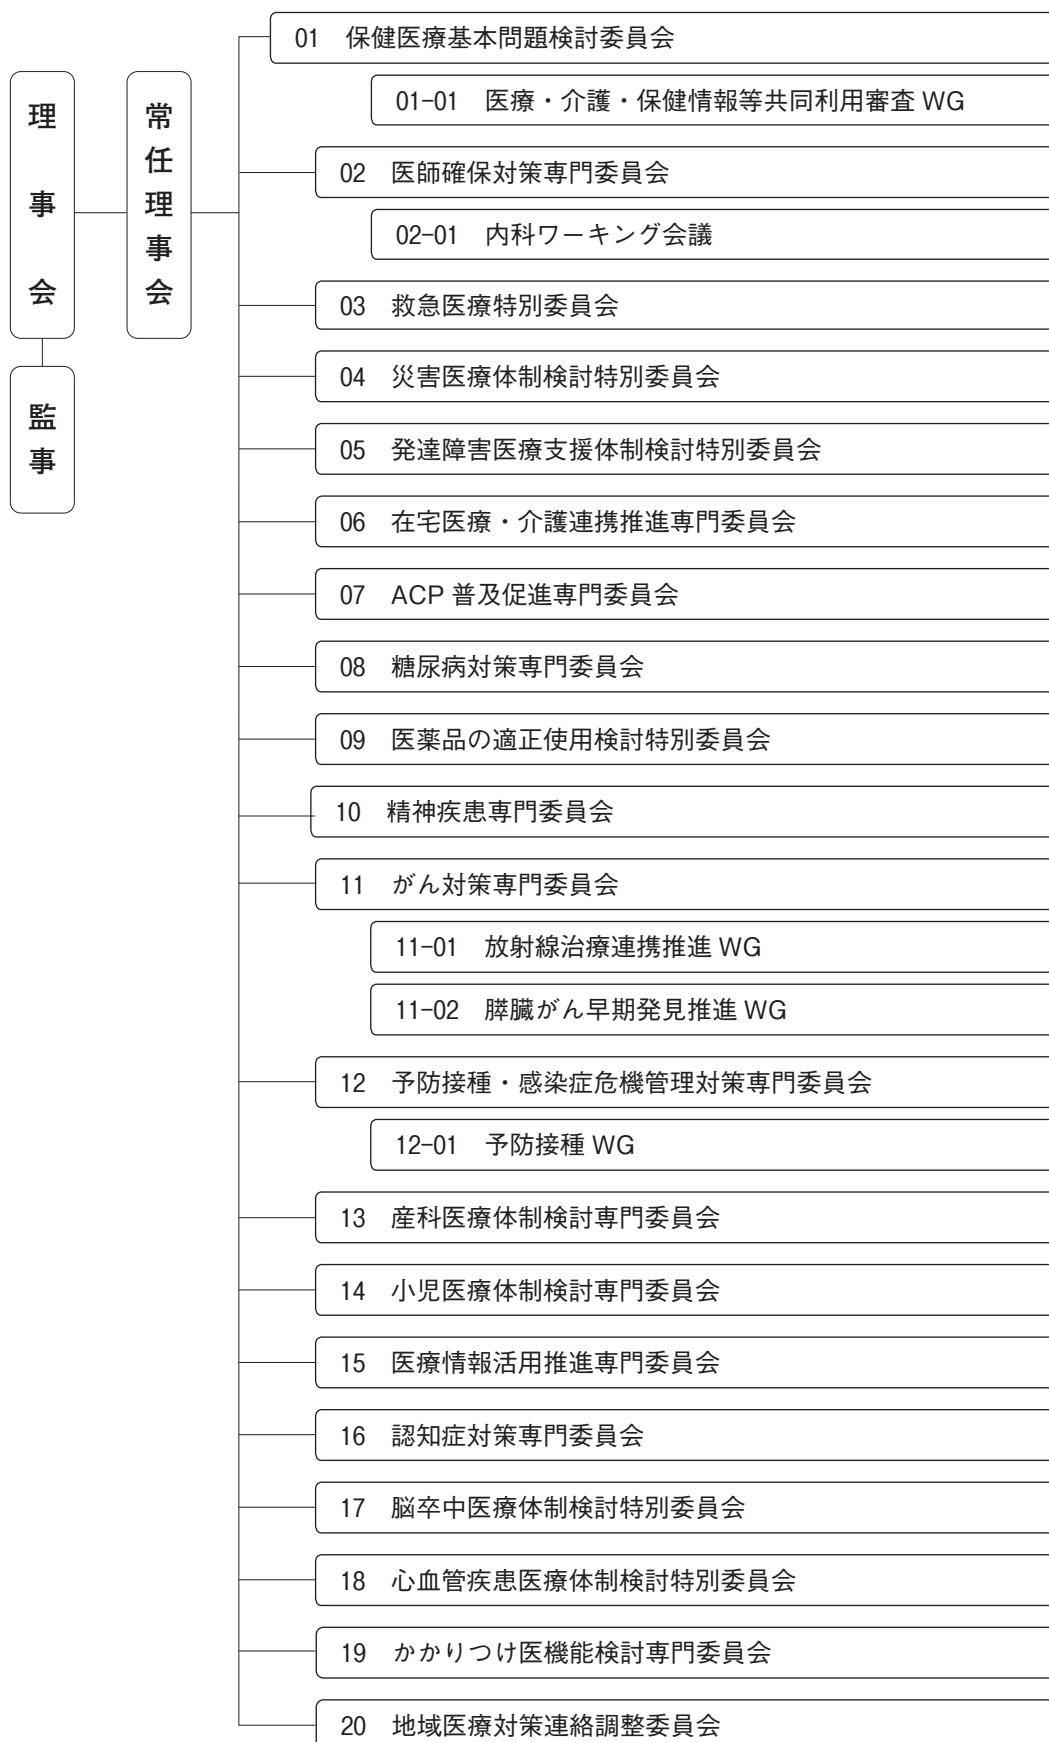 理事会
監事
常任理事会
01 保健医療基本問題検討委員会
01-01 医療・介護・保健情報等共同利用審査 WG
02 医師確保対策専門委員会
02-01 内科ワーキング会議
03 救急医療特別委員会
04 災害医療体制検討特別委員会
05 発達障害医療支援体制検討特別委員会
06 在宅医療・介護連携推進専門委員会
07 ACP 普及促進専門委員会
08 糖尿病対策専門委員会
09 医薬品の適正使用検討特別委員会
10 精神疾患専門委員会
11 がん対策専門委員会
11-01 放射線治療連携推進 WG
11-02 膵臓がん早期発見推進 WG
12 予防接種・感染症危機管理対策専門委員会
12-01 予防接種 WG
13 産科医療体制検討専門委員会
14 小児医療体制検討専門委員会
15 医療情報活用推進専門委員会
16 認知症対策専門委員会
17 脳卒中医療体制検討特別委員会
18 心血管疾患医療体制検討特別委員会
19 かかりつけ医機能検討専門委員会
20 地域医療対策連絡調整委員会